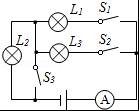 L₁ S₁
L₂ L₃ S₂
S₃
A